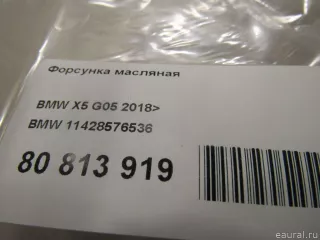 Форсунка масляная
BMW X5 G05 2018>
BMW 11428576536
80 813 919
eaural.ru